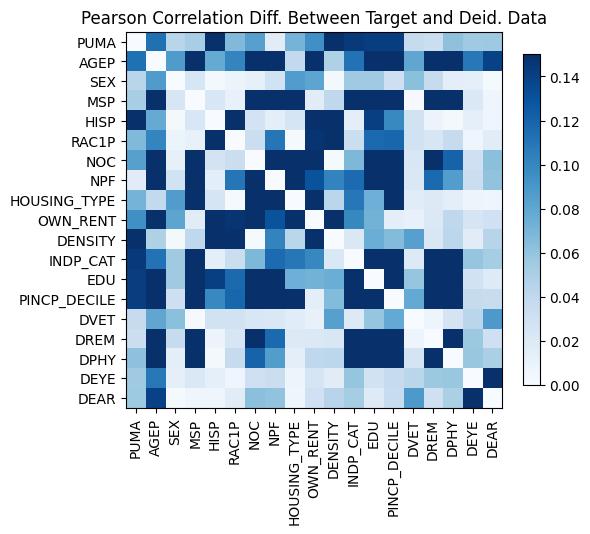 Pearson Correlation Diff. Between Target and Deid. Data
PUMA
AGEP
SEX
MSP
HISP
RAC1P
NOC
NPF
HOUSING_TYPE
OWN_RENT
DENSITY
INDP_CAT
EDU
PINCP_DECILE
DVET
DREM
DPHY
DEYE
DEAR
PUMA
AGEP
SEX
MSP
HISP
RAC1P
NOC
NPF
HOUSING_TYPE
OWN_RENT
DENSITY
INDP_CAT
EDU
PINCP_DECILE
DVET
DREM
DPHY
DEYE
DEAR
0.14
0.12
0.10
0.08
0.06
0.04
0.02
0.00